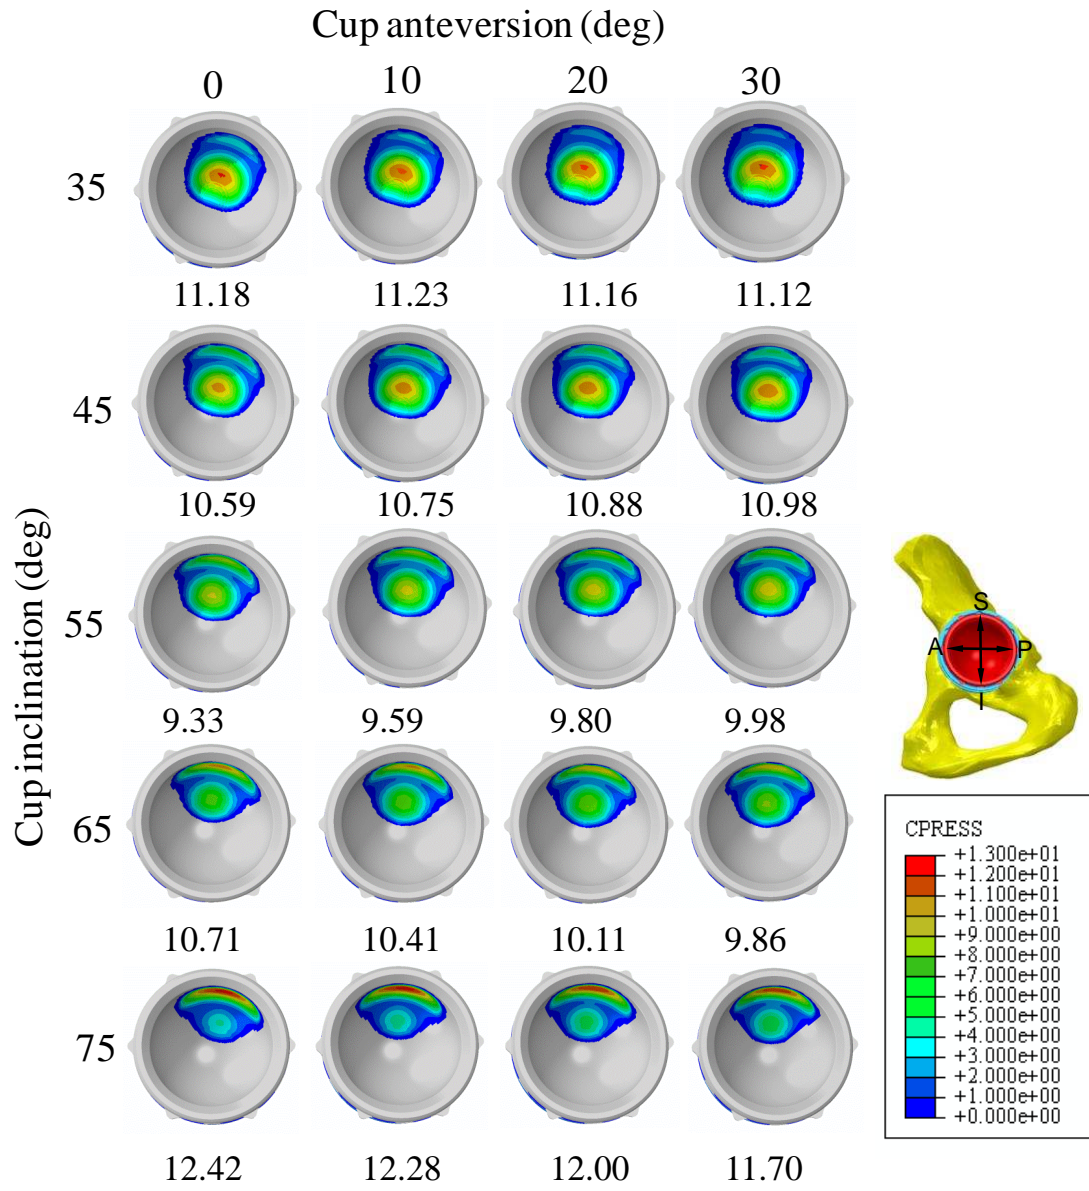 Cup anteversion (deg)
0 10 20 30
35
11.18 11.23 11.16 11.12
45
10.59 10.75 10.88 10.98
Cup inclination (deg)
55
9.33 9.59 9.80 9.98
65
10.71 10.41 10.11 9.86
75
12.42 12.28 12.00 11.70
S
A P
I
CPRESS
+1.300e+01
+1.200e+01
+1.100e+01
+1.000e+01
+9.000e+00
+8.000e+00
+7.000e+00
+6.000e+00
+5.000e+00
+4.000e+00
+3.000e+00
+2.000e+00
+1.000e+00
+0.000e+00